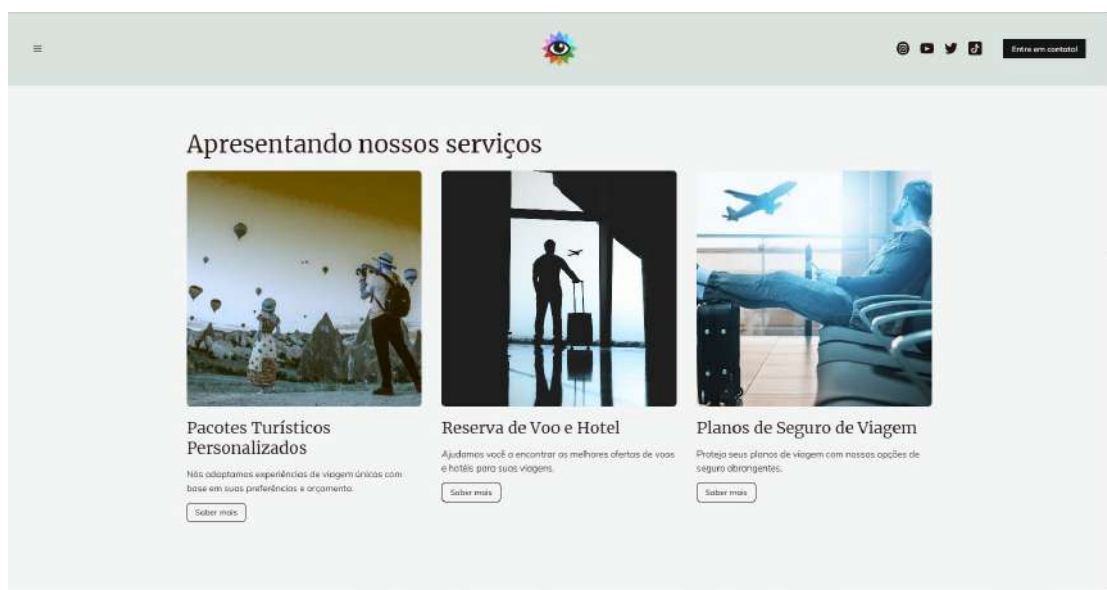 Entre em contato!
Apresentando nossos serviços
Pacotes Turísticos
Personalizados
Nós adaptamos experiências de viagem únicas com
base em suas preferências e orçamento.
Saber mais
Reserva de Voo e Hotel
Ajudamos você a encontrar as melhores ofertas de voos
e hotéis para suas viagens.
Saber mais
Planos de Seguro de Viagem
Proteja seus planos de viagem com nossas opções de
seguro abrangentes.
Saber mais